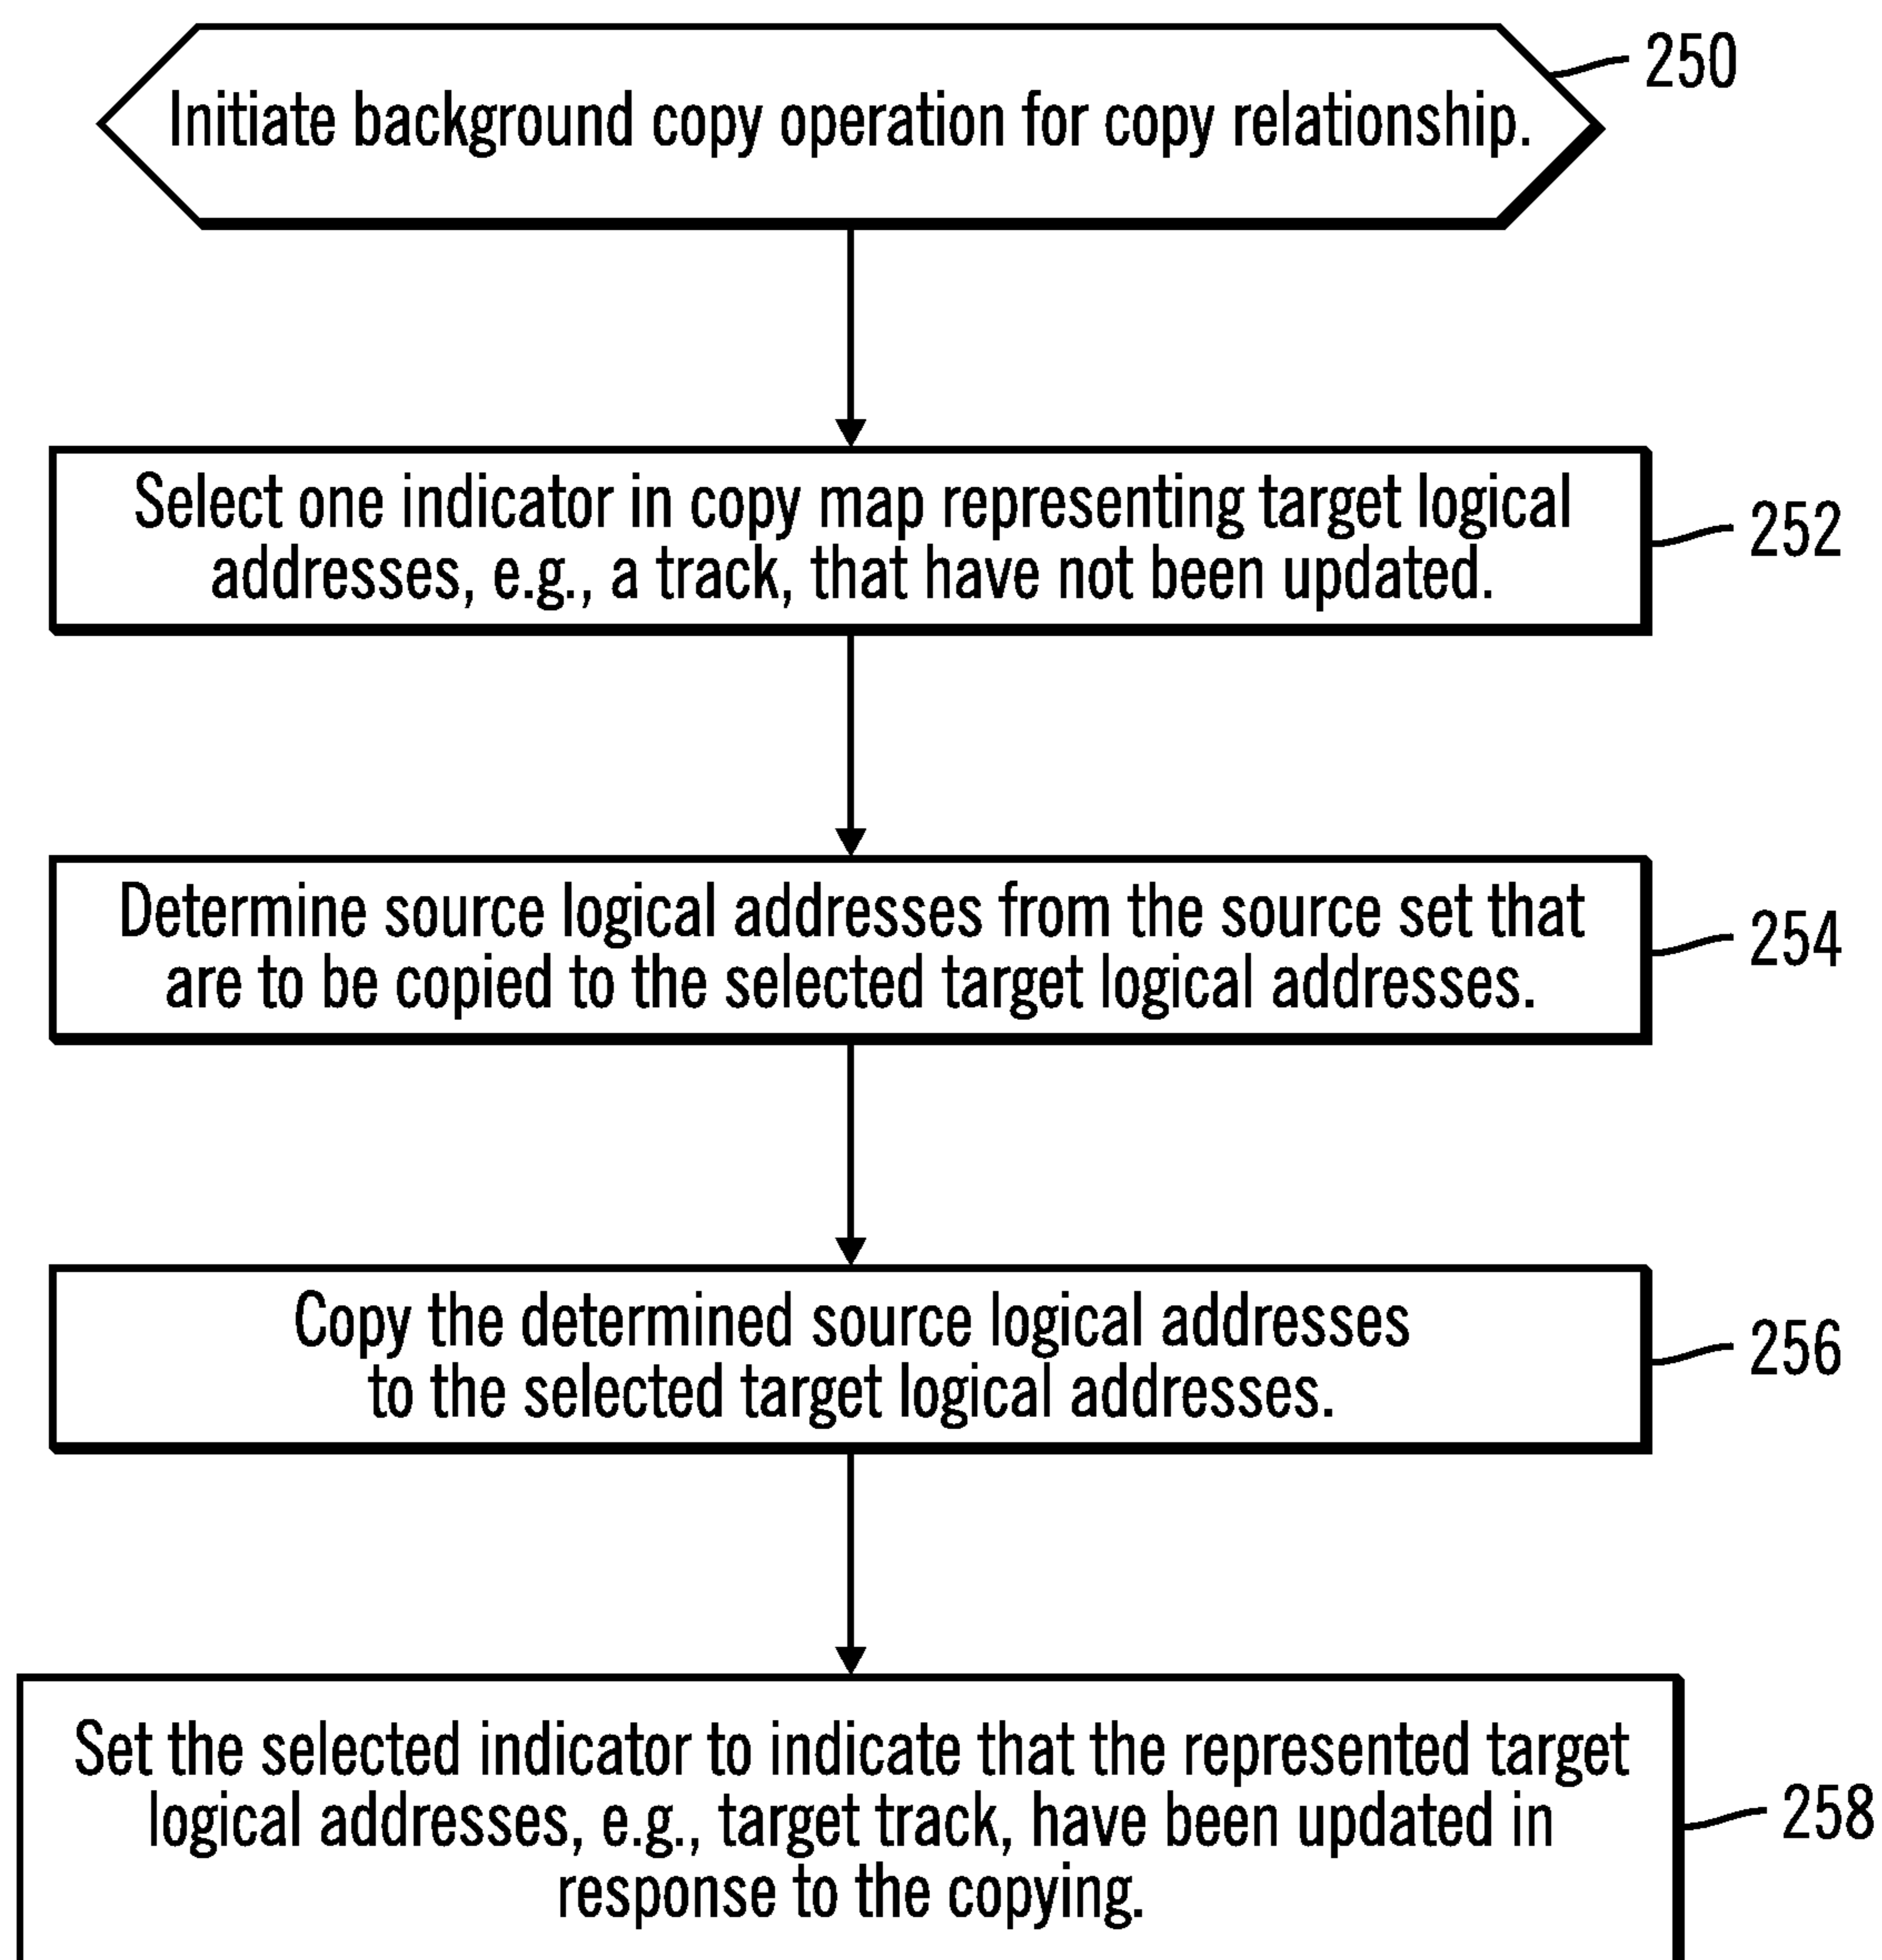 250
Initiate background copy operation for copy relationship.
Select one indicator in copy map representing target logical
addresses, e.g., a track, that have not been updated.
252
Determine source logical addresses from the source set that
are to be copied to the selected target logical addresses.
254
Copy the determined source logical addresses
to the selected target logical addresses.
256
Set the selected indicator to indicate that the represented target
logical addresses, e.g., target track, have been updated in
response to the copying.
258